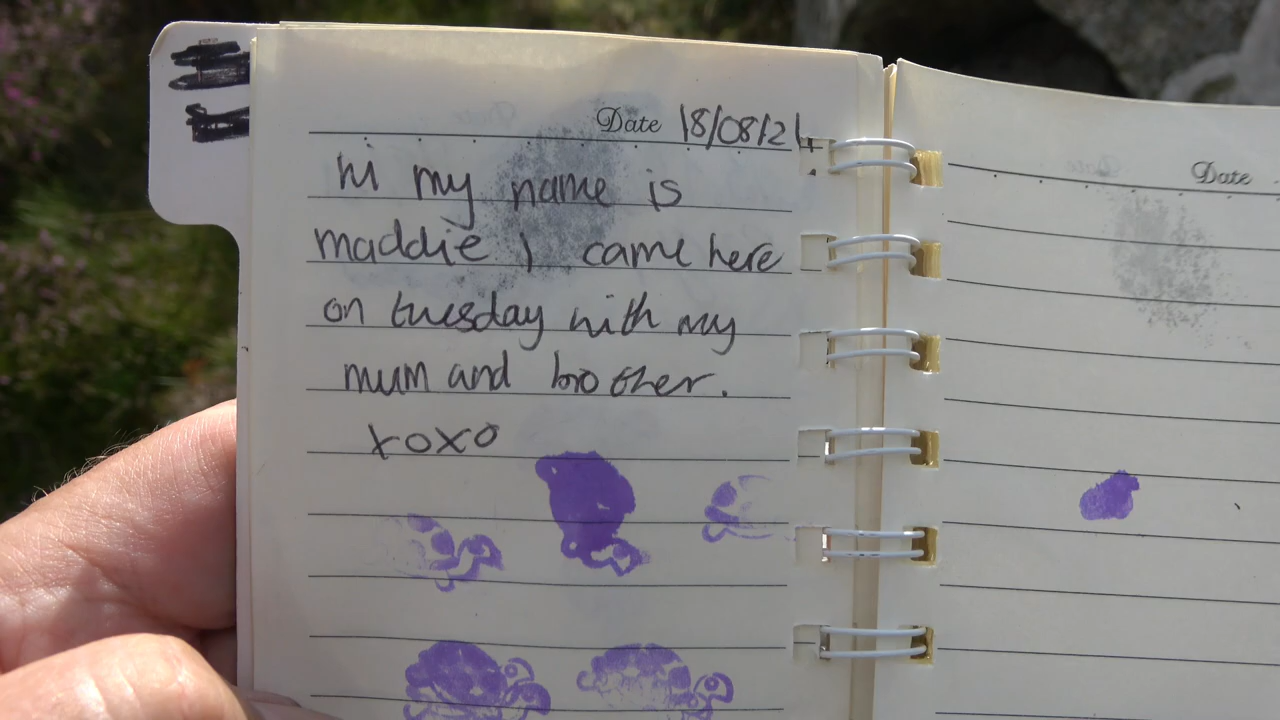 Date 18/08/21
hi my name is
maddie i came here
on tuesday with my
mum and brother.
xoxo
Date